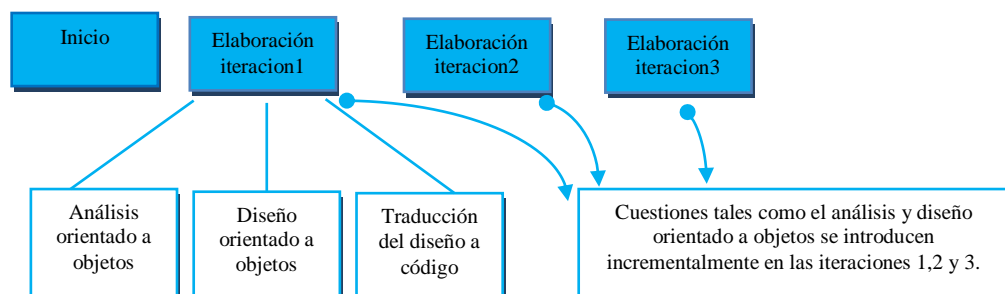 Inicio
Elaboración
iteracion1
Elaboración
iteracion2
Elaboración
iteracion3
Análisis
orientado a
objetos
Diseño
orientado a
objetos
Traducción
del diseño a
código
Cuestiones tales como el análisis y diseño
orientado a objetos se introducen
incrementalmente en las iteraciones 1,2 y 3.